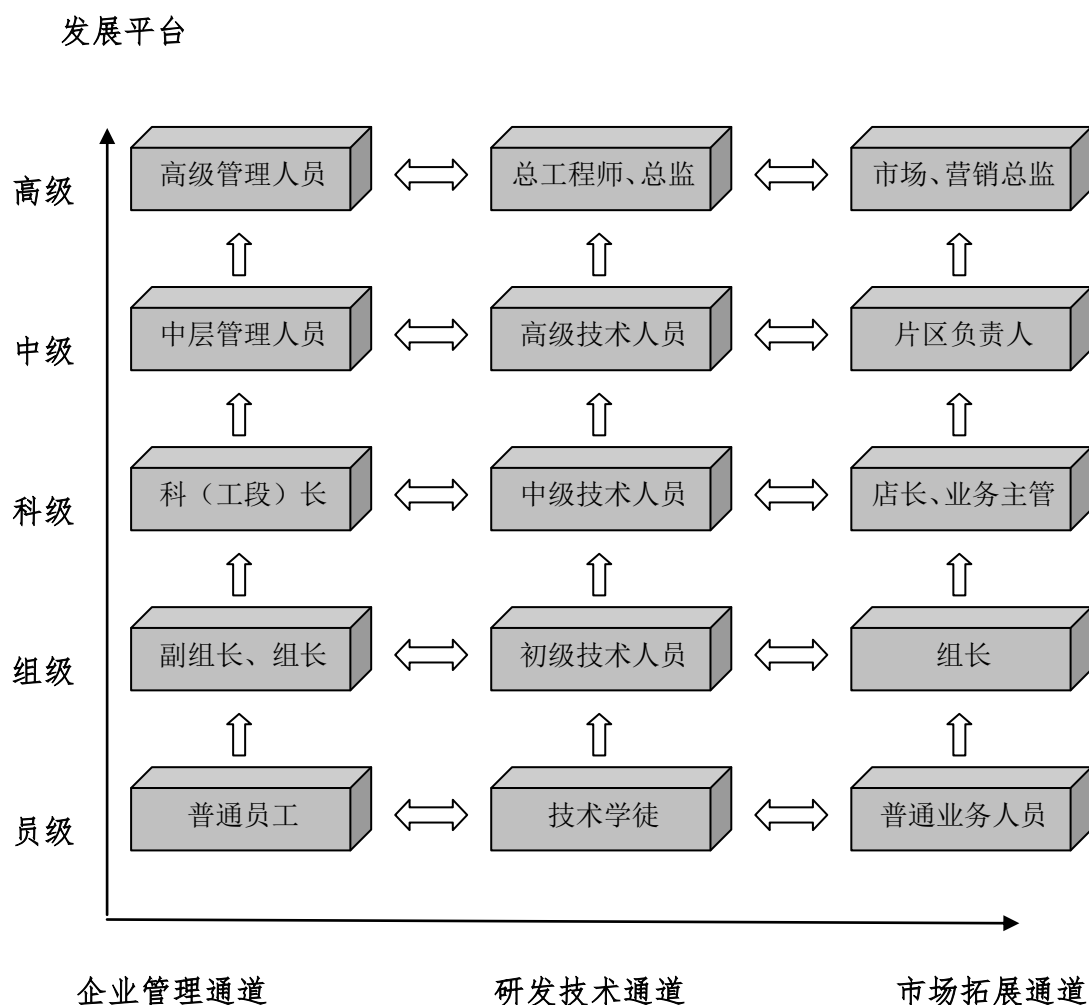 发展平台
高级
高级管理人员
总工程师、总监
市场、营销总监
中级
中层管理人员
高级技术人员
片区负责人
科级
科（工段）长
中级技术人员
店长、业务主管
组级
副组长、组长
初级技术人员
组长
员级
普通员工
技术学徒
普通业务人员
企业管理通道
研发技术通道
市场拓展通道